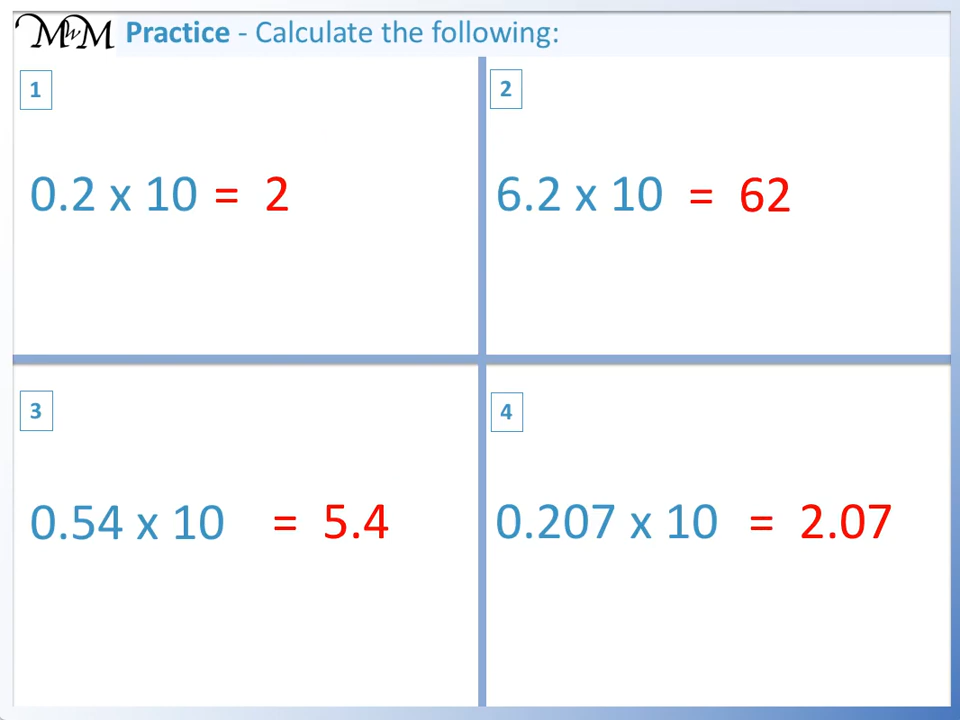 MwM Practice - Calculate the following:
1
0.2 x 10 = 2
2
6.2 x 10 = 62
3
0.54 x 10 = 5.4
4
0.207 x 10 = 2.07